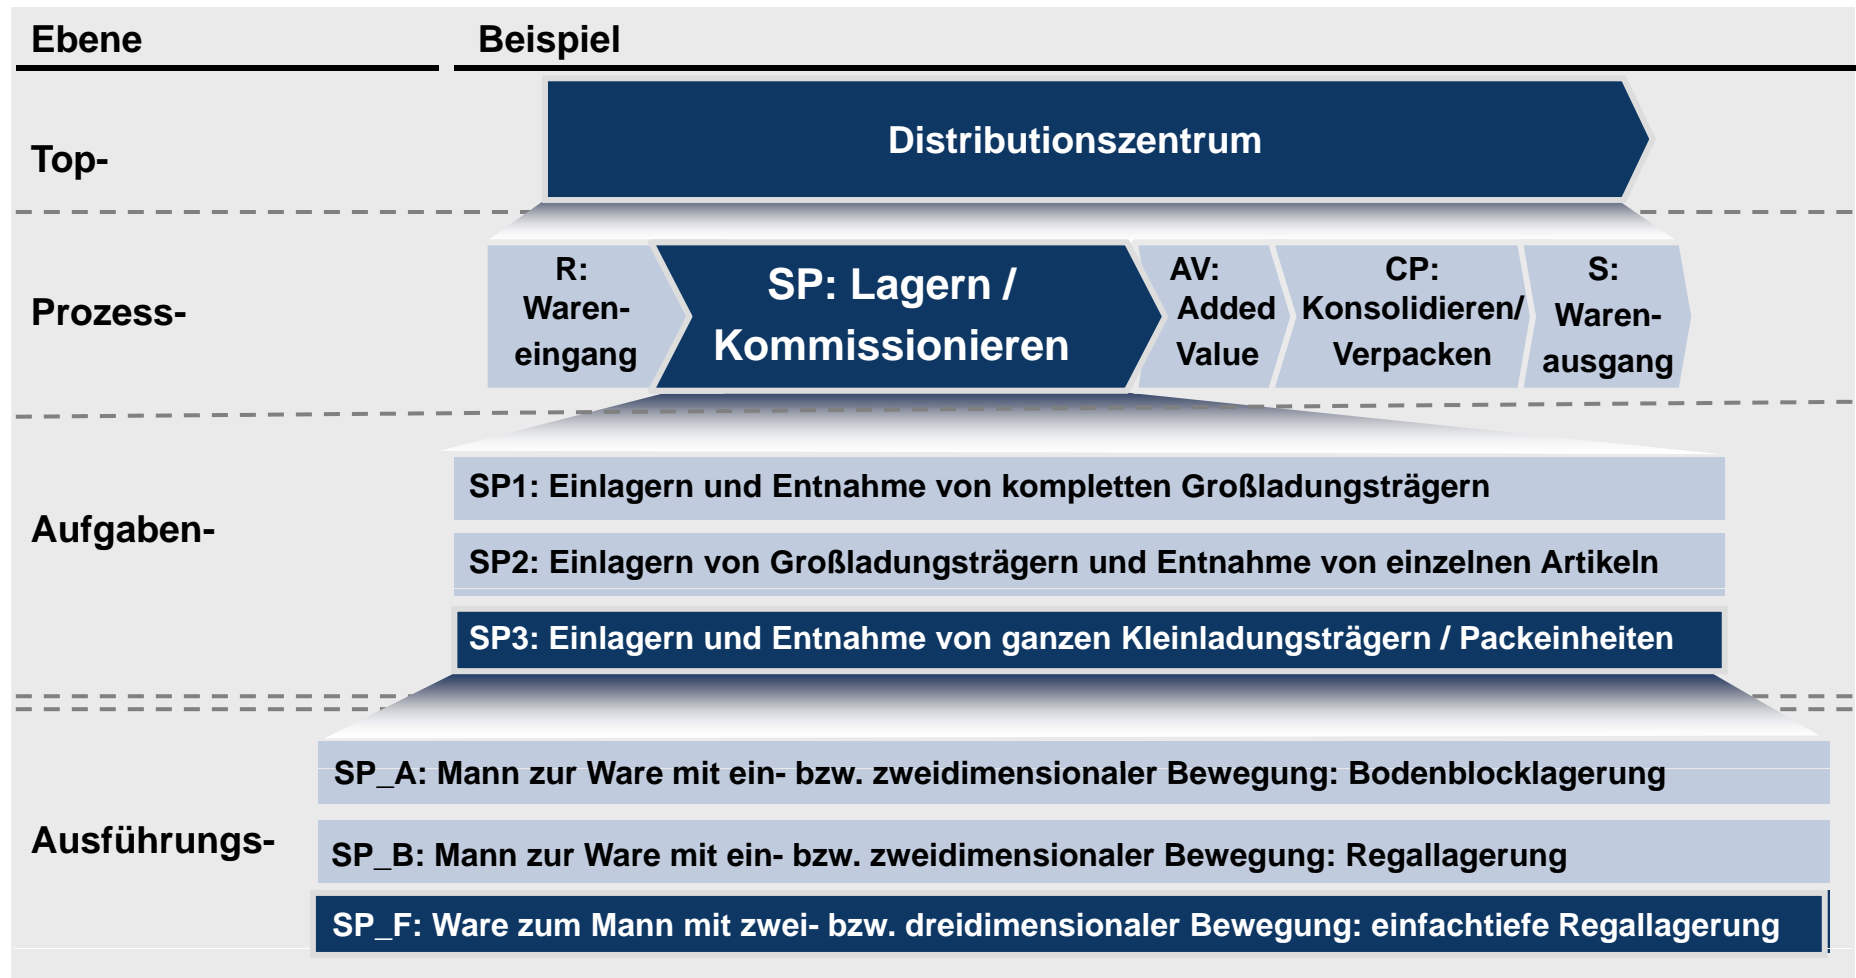 Ebene
Beispiel
Top-
Distributionszentrum
Prozess-
R:
Waren-
eingang
SP: Lagern /
Kommissionieren
AV:
Added
Value
CP:
Konsolidieren/
Verpacken
S:
Waren-
ausgang
Aufgaben-
SP1: Einlagern und Entnahme von kompletten Großladungsträgern
SP2: Einlagern von Großladungsträgern und Entnahme von einzelnen Artikeln
SP3: Einlagern und Entnahme von ganzen Kleinladungsträgern / Packeinheiten
Ausführungs-
SP_A: Mann zur Ware mit ein- bzw. zweidimensionaler Bewegung: Bodenblocklagerung
SP_B: Mann zur Ware mit ein- bzw. zweidimensionaler Bewegung: Regallagerung
SP_F: Ware zum Mann mit zwei- bzw. dreidimensionaler Bewegung: einfachtiefe Regallagerung